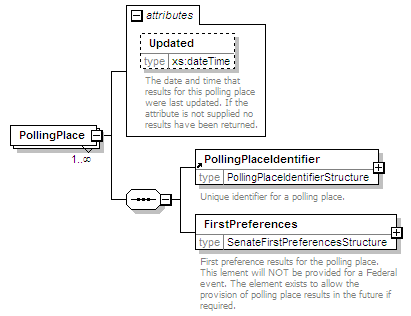 attributes
Updated
type xs:dateTime
The date and time that
results for this polling place
were last updated. If the
attribute is not supplied no
results have been returned.
PollingPlace
1..∞
PollingPlaceIdentifier
type PollingPlaceIdentifierStructure
Unique identifier for a polling place.
FirstPreferences
type SenateFirstPreferencesStructure
First preference results for the polling place.
This lement will NOT be provided for a Federal
event. The element exists to allow the
provision of polling place results in the future if
required.